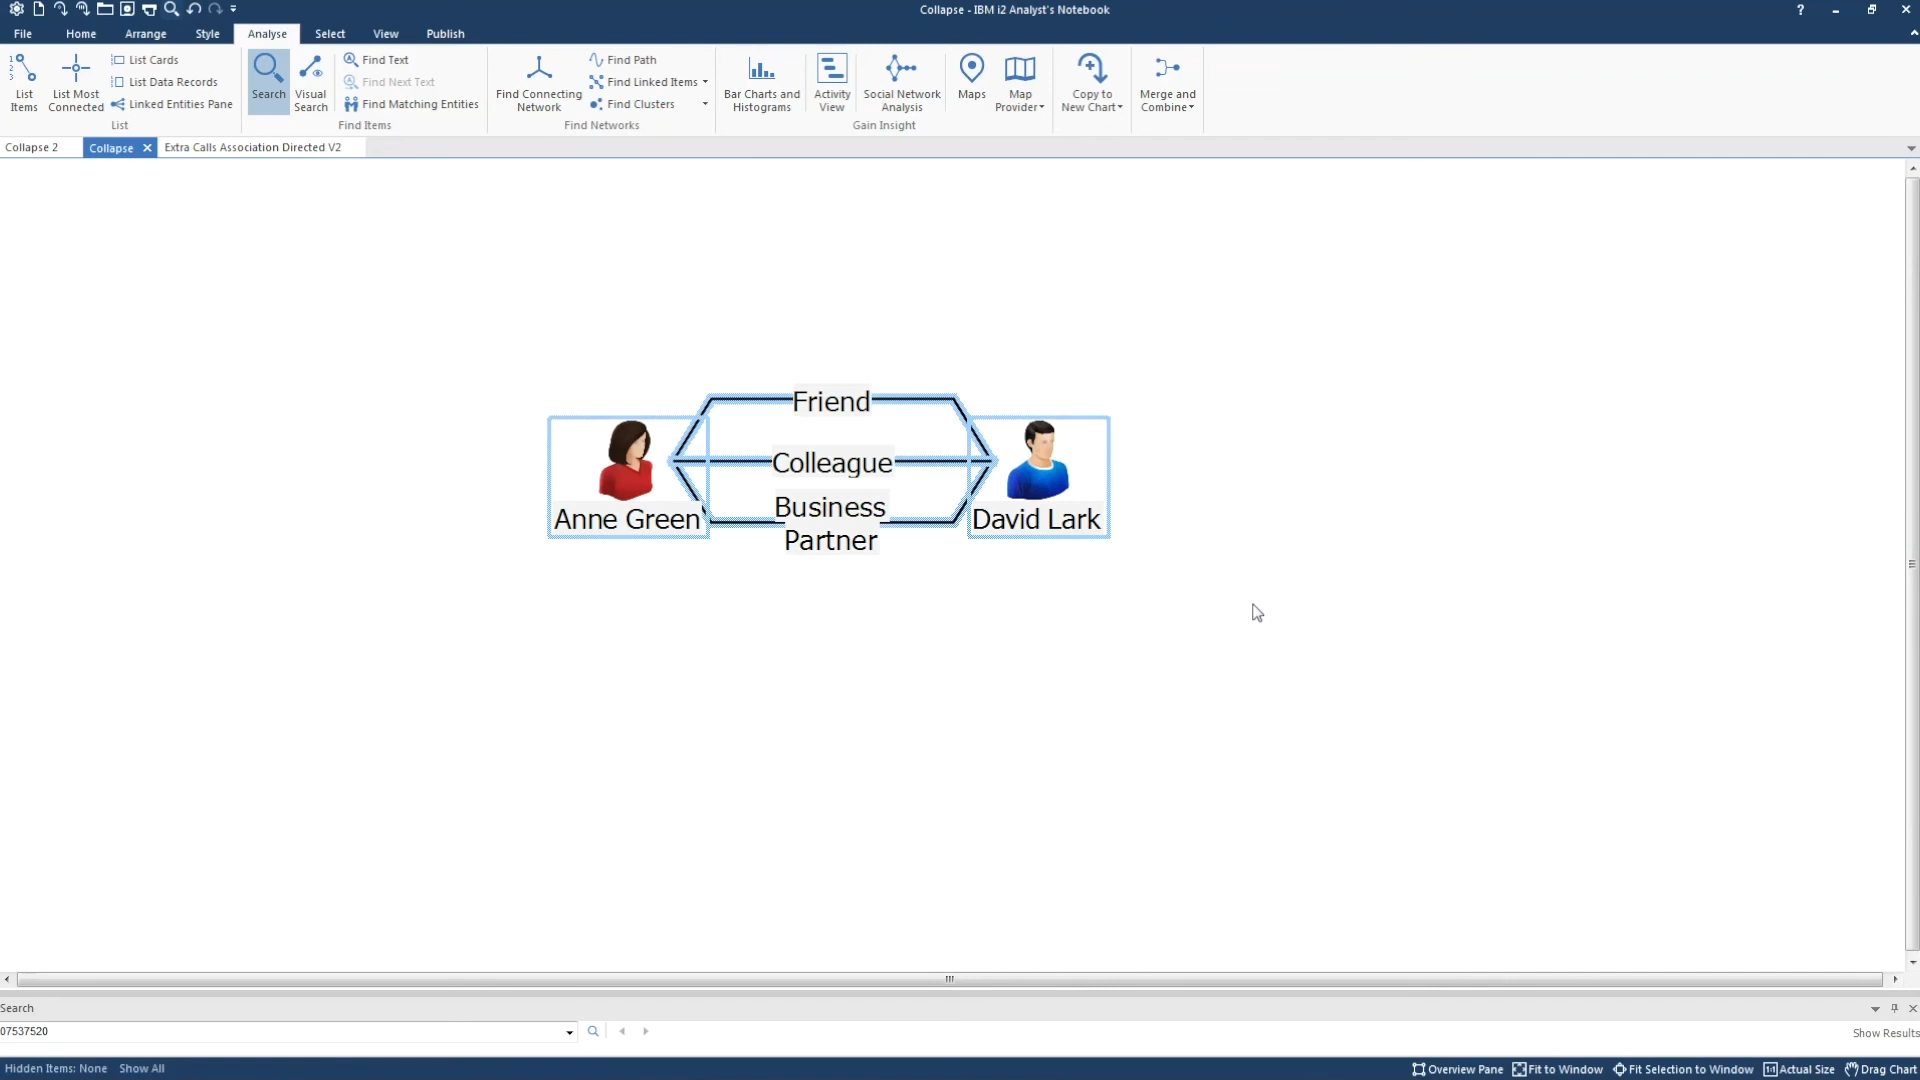 Collapse - IBM i2 Analyst's Notebook
File Home Arrange Style Analyse Select View Publish
List Items
List Most Connected
List Cards
List Data Records
Linked Entities Pane
List
Search
Visual Search
Find Text
Find Next Text
Find Matching Entities
Find Items
Find Connecting Network
Find Path
Find Linked Items
Find Clusters
Find Networks
Bar Charts and Histograms
Activity View
Social Network Analysis
Maps
Map Provider
Gain Insight
Copy to New Chart
Merge and Combine
Collapse 2 Collapse Extra Calls Association Directed V2
Friend
Colleague
Business
Partner
Anne Green
David Lark
Search
07537520
Show Results
Hidden Items: None Show All
Overview Pane Fit to Window Fit Selection to Window Actual Size Drag Chart